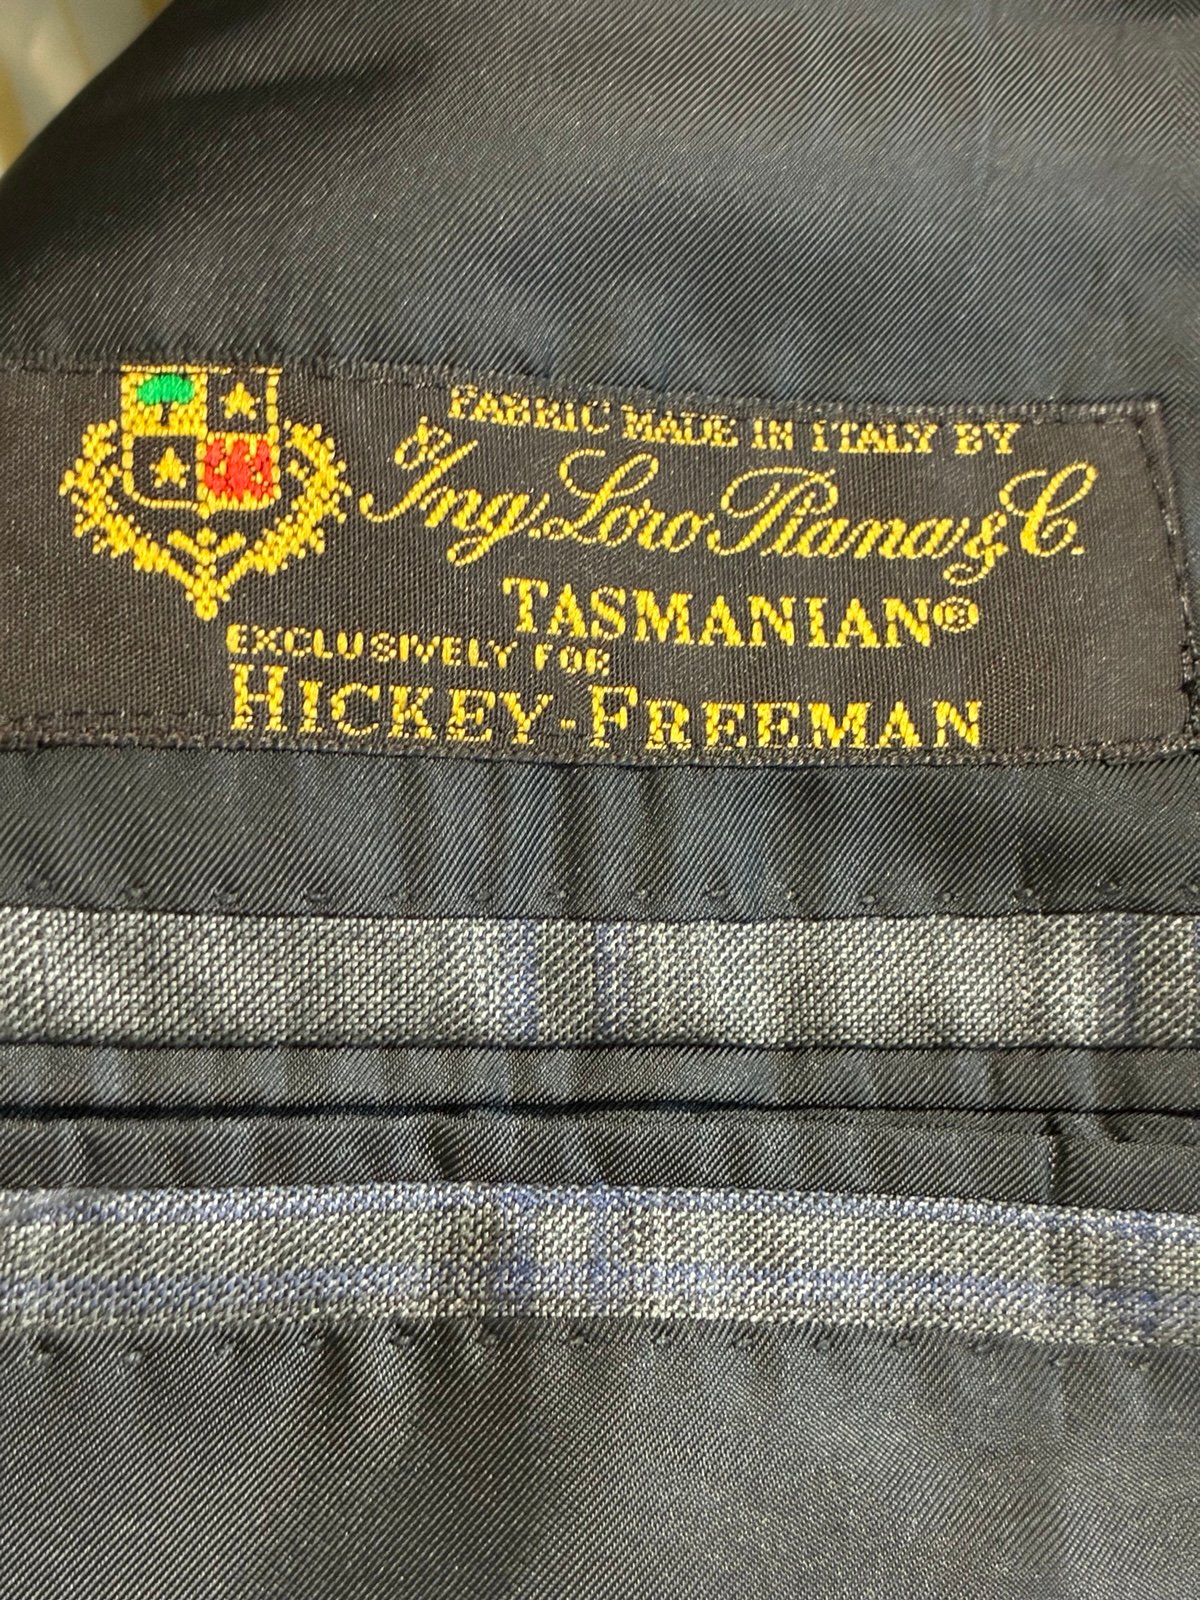 FABRIC MADE IN ITALY BY
Ing. Loro Piana & C.
TASMANIAN®
EXCLUSIVELY FOR
HICKEY-FREEMAN